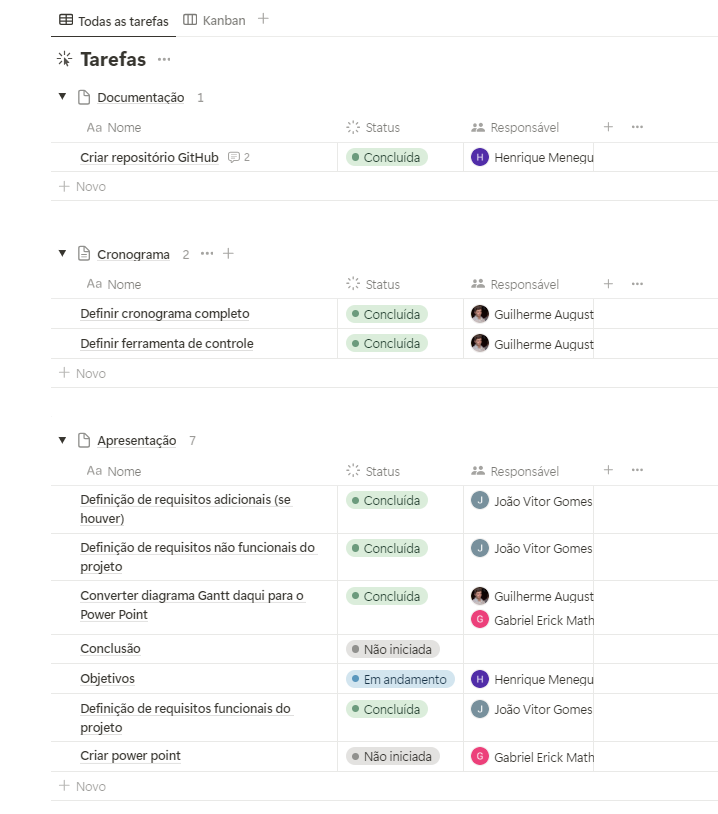 Todas as tarefas Kanban
Tarefas
Documentação 1
Aa Nome Status Responsável
Criar repositório GitHub 2 Concluída H Henrique Menegu
Novo
Cronograma 2
Aa Nome Status Responsável
Definir cronograma completo Concluída Guilherme August
Definir ferramenta de controle Concluída Guilherme August
Novo
Apresentação 7
Aa Nome Status Responsável
Definição de requisitos adicionais (se Concluída J João Vitor Gomes
houver)
Definição de requisitos não funcionais do Concluída J João Vitor Gomes
projeto
Converter diagrama Gantt daqui para o Concluída Guilherme August
Power Point G Gabriel Erick Math
Conclusão Não iniciada
Objetivos Em andamento H Henrique Menegu
Definição de requisitos funcionais do Concluída J João Vitor Gomes
projeto
Criar power point Não iniciada G Gabriel Erick Math
Novo